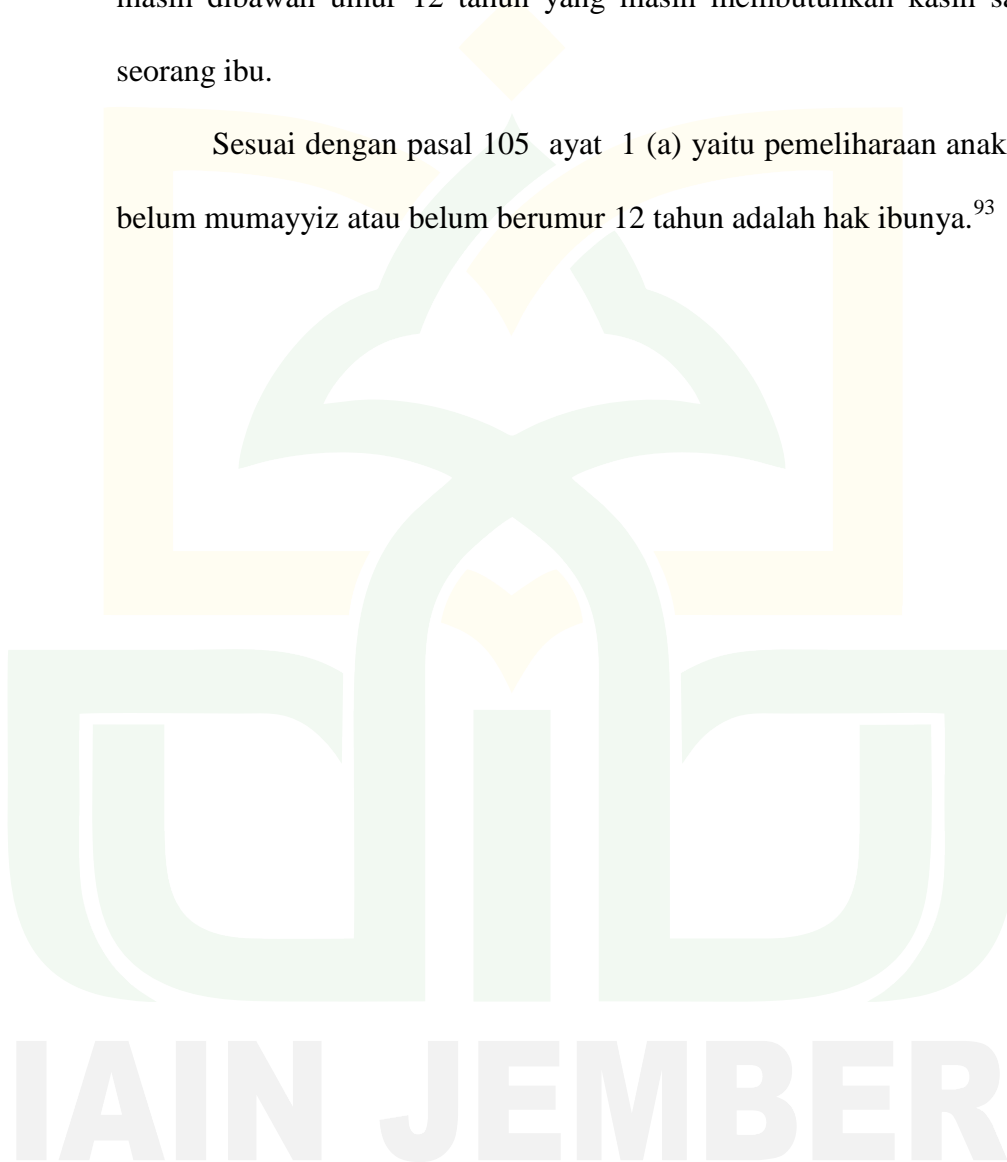 masih dibawah umur 12 tahun yang masih membutuhkan kasih
seorang ibu.
Sesuai dengan pasal 105 ayat 1 (a) yaitu pemeliharaan anak
belum mumayyiz atau belum berumur 12 tahun adalah hak ibunya.93
IAIN JEMBER